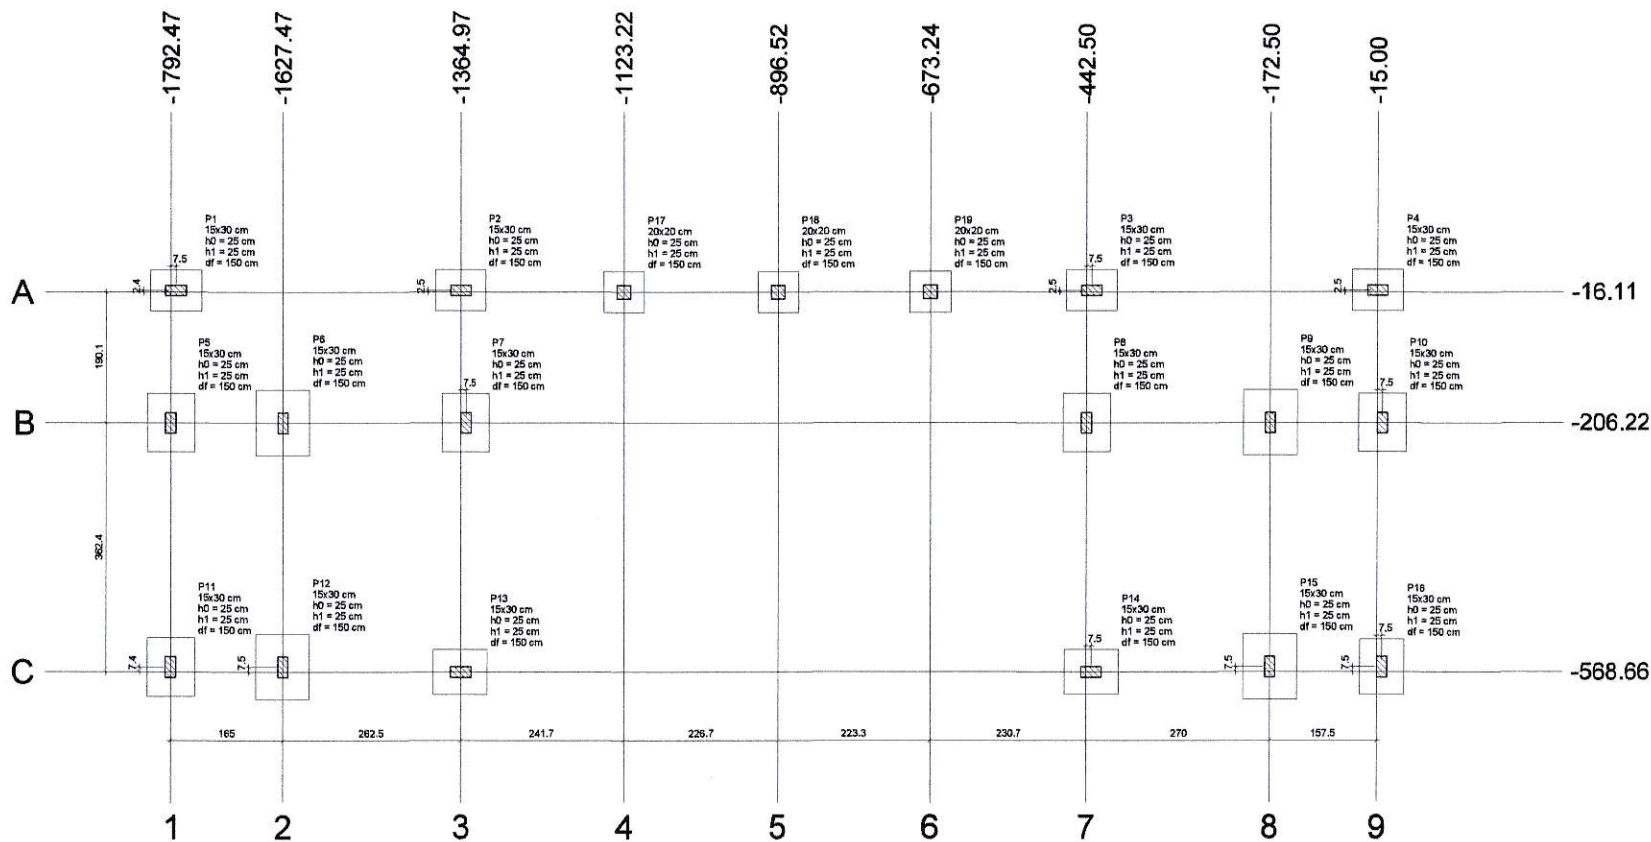 -1792.47
-1627.47
-1364.97
-1123.22
-896.52
-673.24
-442.50
-172.50
-15.00
P1
15x30 cm
h0 = 25 cm
h1 = 25 cm
df = 150 cm
7.5
2.4
P2
15x30 cm
h0 = 25 cm
h1 = 25 cm
df = 150 cm
2.5
P17
20x20 cm
h0 = 25 cm
h1 = 25 cm
df = 150 cm
P18
20x20 cm
h0 = 25 cm
h1 = 25 cm
df = 150 cm
P19
20x20 cm
h0 = 25 cm
h1 = 25 cm
df = 150 cm
P3
15x30 cm
h0 = 25 cm
h1 = 25 cm
df = 150 cm
7.5
2.5
P4
15x30 cm
h0 = 25 cm
h1 = 25 cm
df = 150 cm
2.5
A
-16.11
190.1
P5
15x30 cm
h0 = 25 cm
h1 = 25 cm
df = 150 cm
P6
15x30 cm
h0 = 25 cm
h1 = 25 cm
df = 150 cm
P7
15x30 cm
h0 = 25 cm
h1 = 25 cm
df = 150 cm
7.5
P8
15x30 cm
h0 = 25 cm
h1 = 25 cm
df = 150 cm
P9
15x30 cm
h0 = 25 cm
h1 = 25 cm
df = 150 cm
P10
15x30 cm
h0 = 25 cm
h1 = 25 cm
df = 150 cm
7.5
B
-206.22
362.4
P11
15x30 cm
h0 = 25 cm
h1 = 25 cm
df = 150 cm
7.4
P12
15x30 cm
h0 = 25 cm
h1 = 25 cm
df = 150 cm
7.5
P13
15x30 cm
h0 = 25 cm
h1 = 25 cm
df = 150 cm
P14
15x30 cm
h0 = 25 cm
h1 = 25 cm
df = 150 cm
7.5
P15
15x30 cm
h0 = 25 cm
h1 = 25 cm
df = 150 cm
7.5
P16
15x30 cm
h0 = 25 cm
h1 = 25 cm
df = 150 cm
7.5
7.5
C
-568.66
165
262.5
241.7
226.7
223.3
230.7
270
157.5
1
2
3
4
5
6
7
8
9